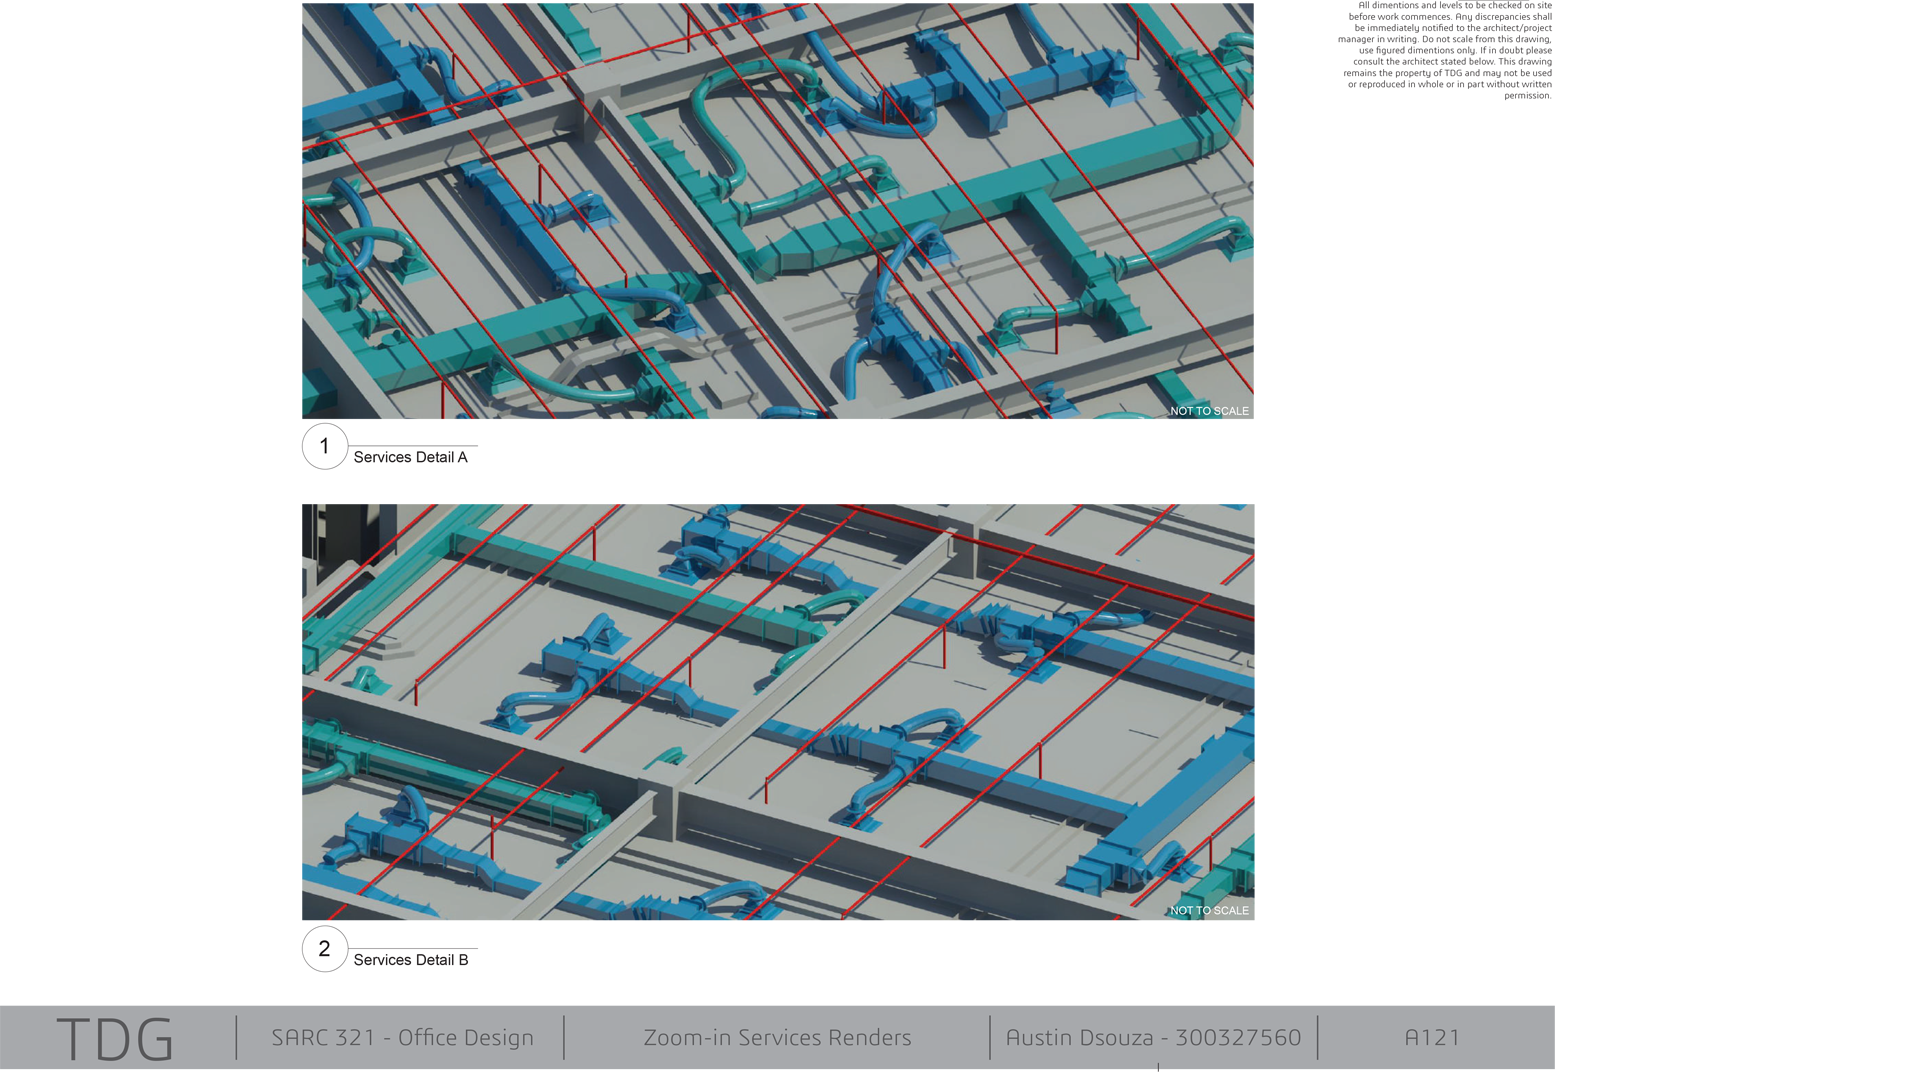 All dimentions and levels to be checked on site
before work commences. Any discrepancies shall
be immediately notified to the architect/project
manager in writing. Do not scale from this drawing,
use figured dimentions only. If in doubt please
consult the architect stated below. This drawing
remains the property of TDG and may not be used
or reproduced in whole or in part without written
permission.
NOT TO SCALE
1
Services Detail A
NOT TO SCALE
2
Services Detail B
TDG
SARC 321 - Office Design
Zoom-in Services Renders
Austin Dsouza - 300327560
A121